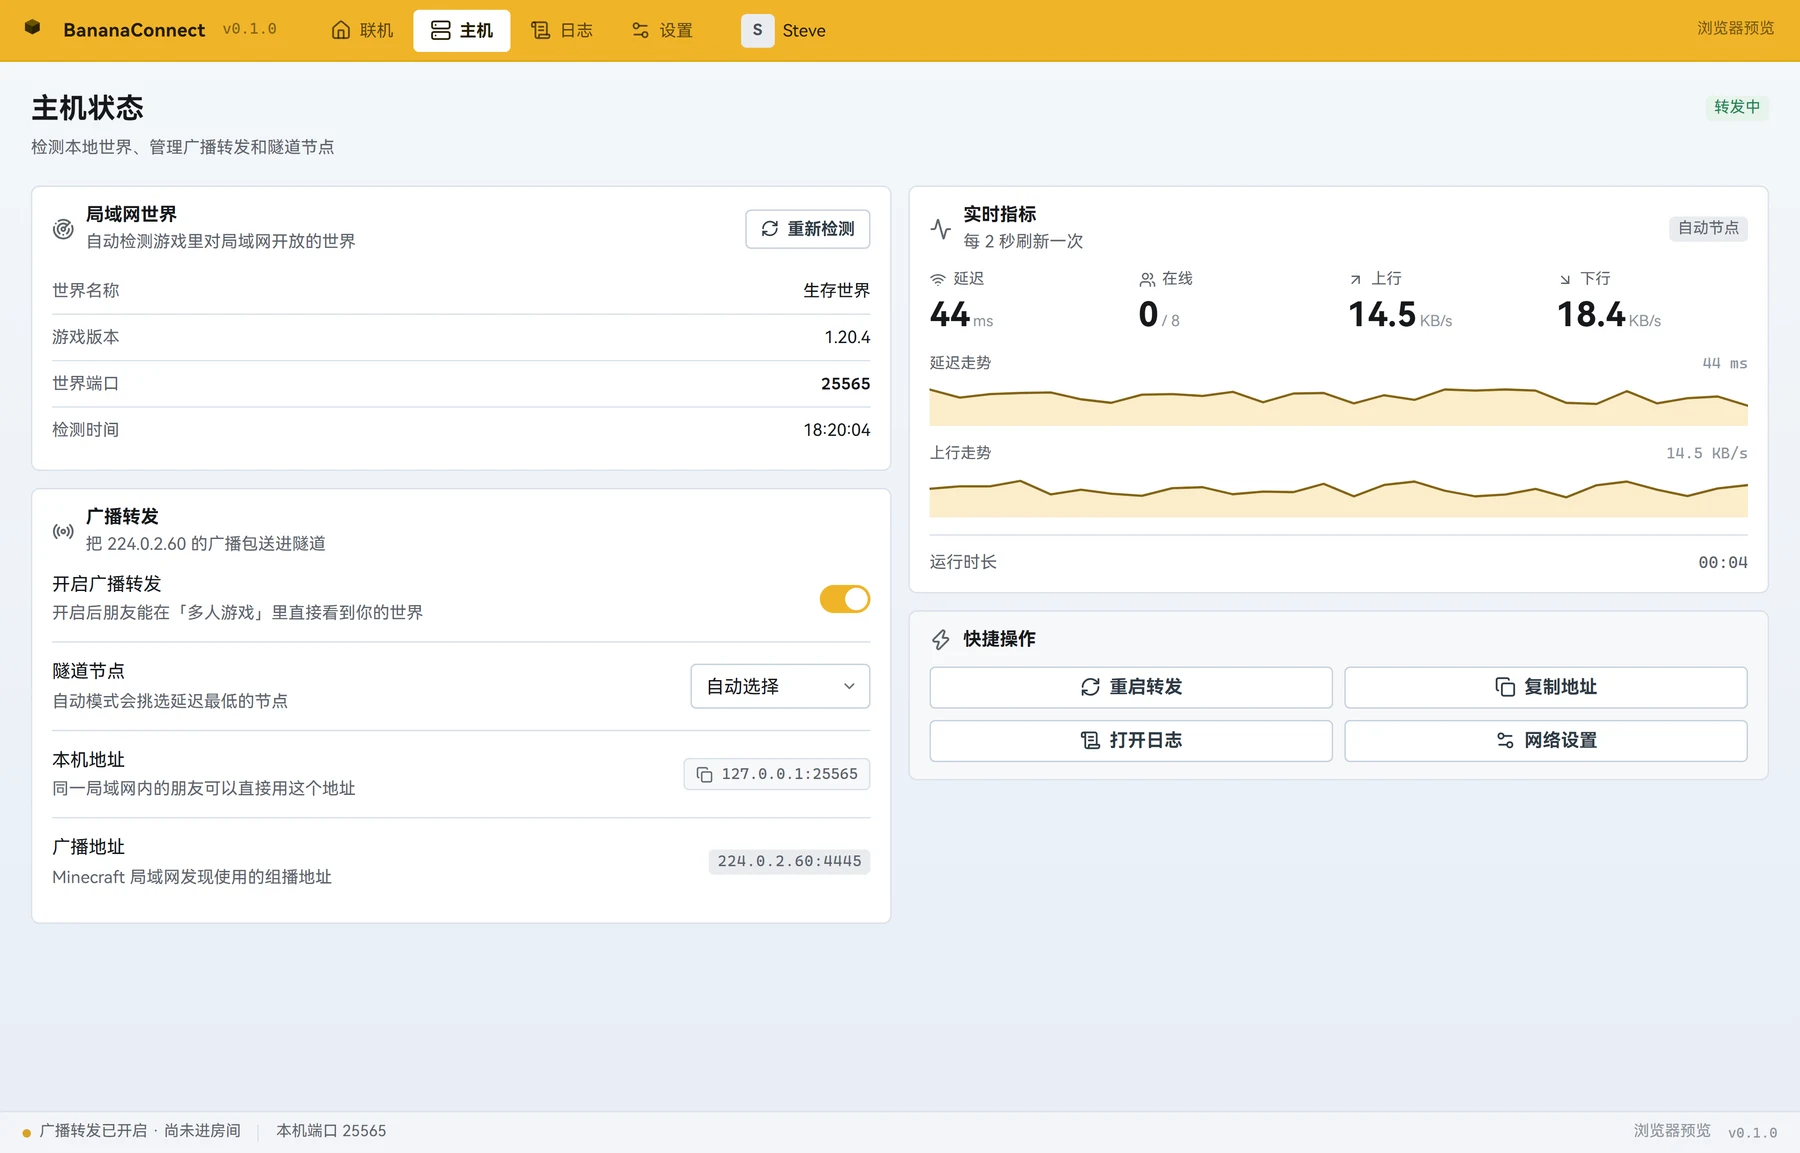 BananaConnect v0.1.0 联机 主机 日志 设置 S Steve 浏览器预览
主机状态
转发中
检测本地世界、管理广播转发和隧道节点
局域网世界
自动检测游戏里对局域网开放的世界
重新检测
世界名称 生存世界
游戏版本 1.20.4
世界端口 25565
检测时间 18:20:04
广播转发
把 224.0.2.60 的广播包送进隧道
开启广播转发
开启后朋友能在「多人游戏」里直接看到你的世界
隧道节点
自动模式会挑选延迟最低的节点
自动选择
本机地址
同一局域网内的朋友可以直接用这个地址
127.0.0.1:25565
广播地址
Minecraft 局域网发现使用的组播地址
224.0.2.60:4445
实时指标
每 2 秒刷新一次
自动节点
延迟 在线 上行 下行
44 ms 0 / 8 14.5 KB/s 18.4 KB/s
延迟走势 44 ms
上行走势 14.5 KB/s
运行时长 00:04
快捷操作
重启转发 复制地址
打开日志 网络设置
广播转发已开启 · 尚未进房间 本机端口 25565 浏览器预览 v0.1.0